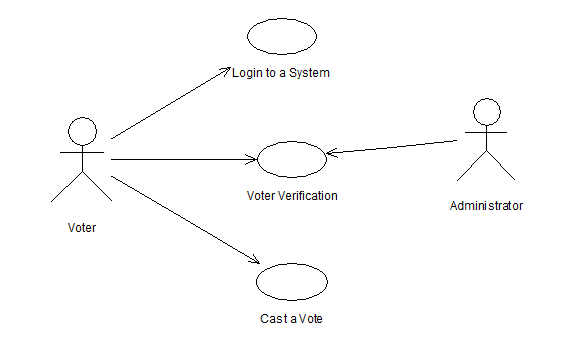 Login to a System
Voter Verification
Administrator
Voter
Cast a Vote